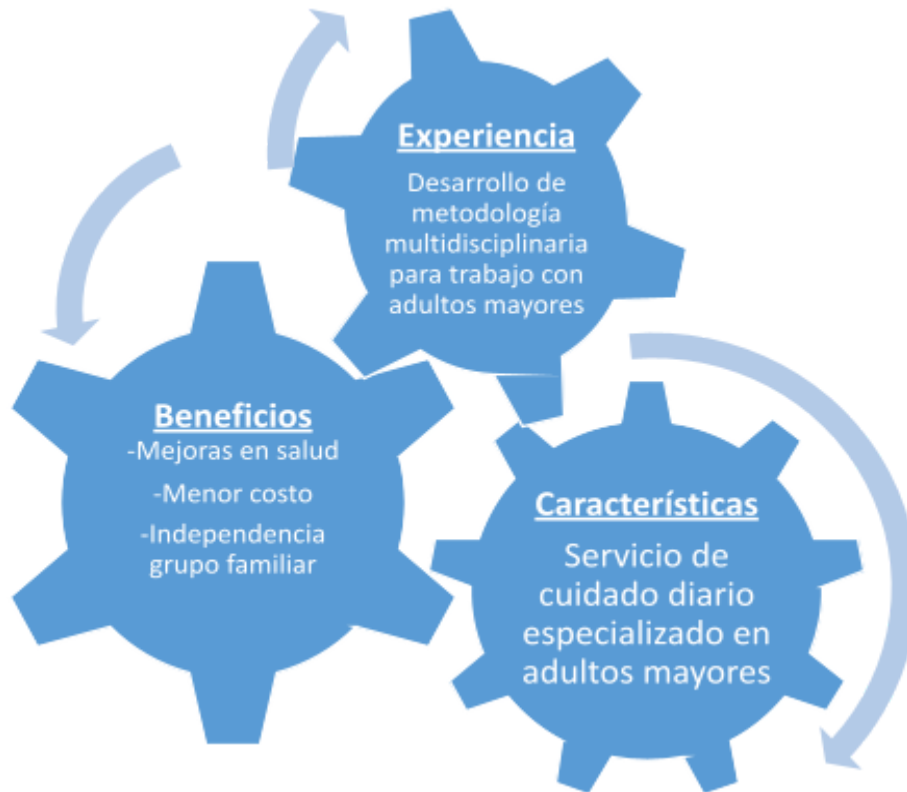 Experiencia
Desarrollo de
metodología
multidisciplinaria
para trabajo con
adultos mayores
Beneficios
-Mejoras en salud
-Menor costo
-Independencia
grupo familiar
Característícas
Servicio de
cuidado diario
especializado en
adultos mayores